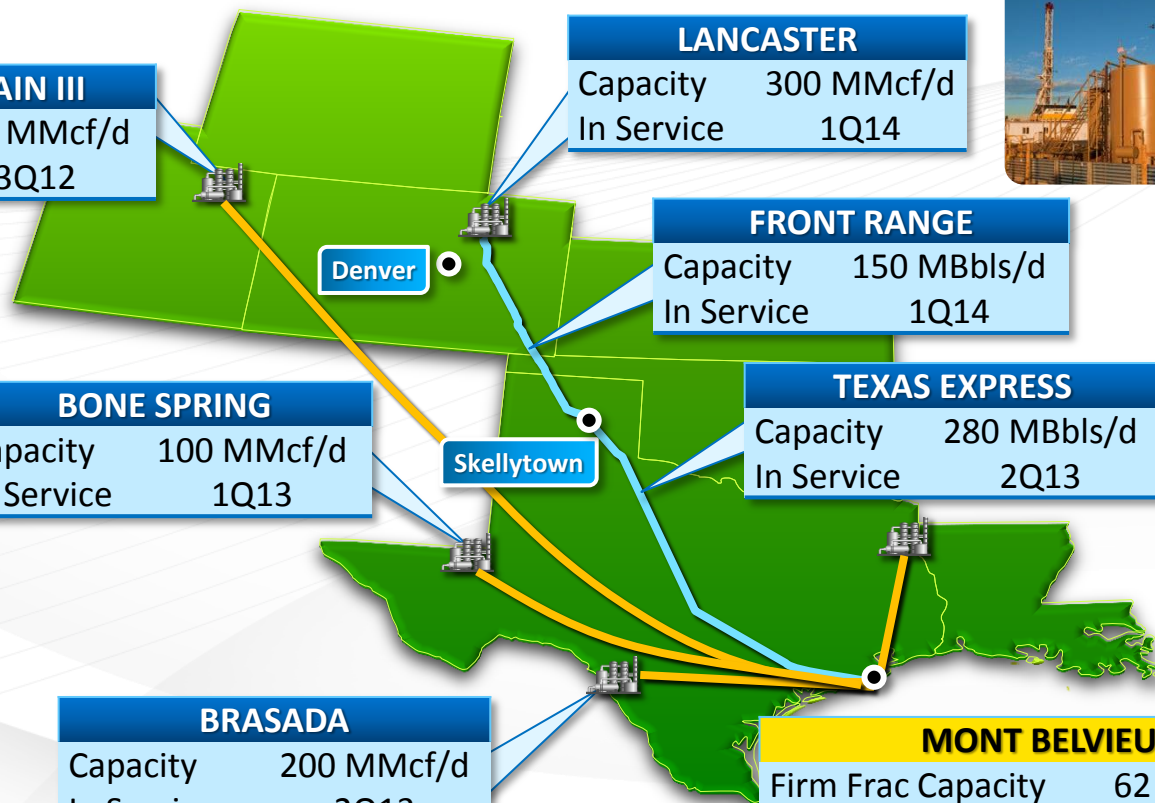 LANCASTER
Capacity 300 MMcf/d
In Service 1Q14
AIN III
MMcf/d
3Q12
FRONT RANGE
Capacity 150 MBbls/d
In Service 1Q14
Denver
TEXAS EXPRESS
Capacity 280 MBbls/d
In Service 2Q13
BONE SPRING
apacity 100 MMcf/d
Service 1Q13
Skellytown
BRASADA
Capacity 200 MMcf/d
MONT BELVIEU
Firm Frac Capacity 62